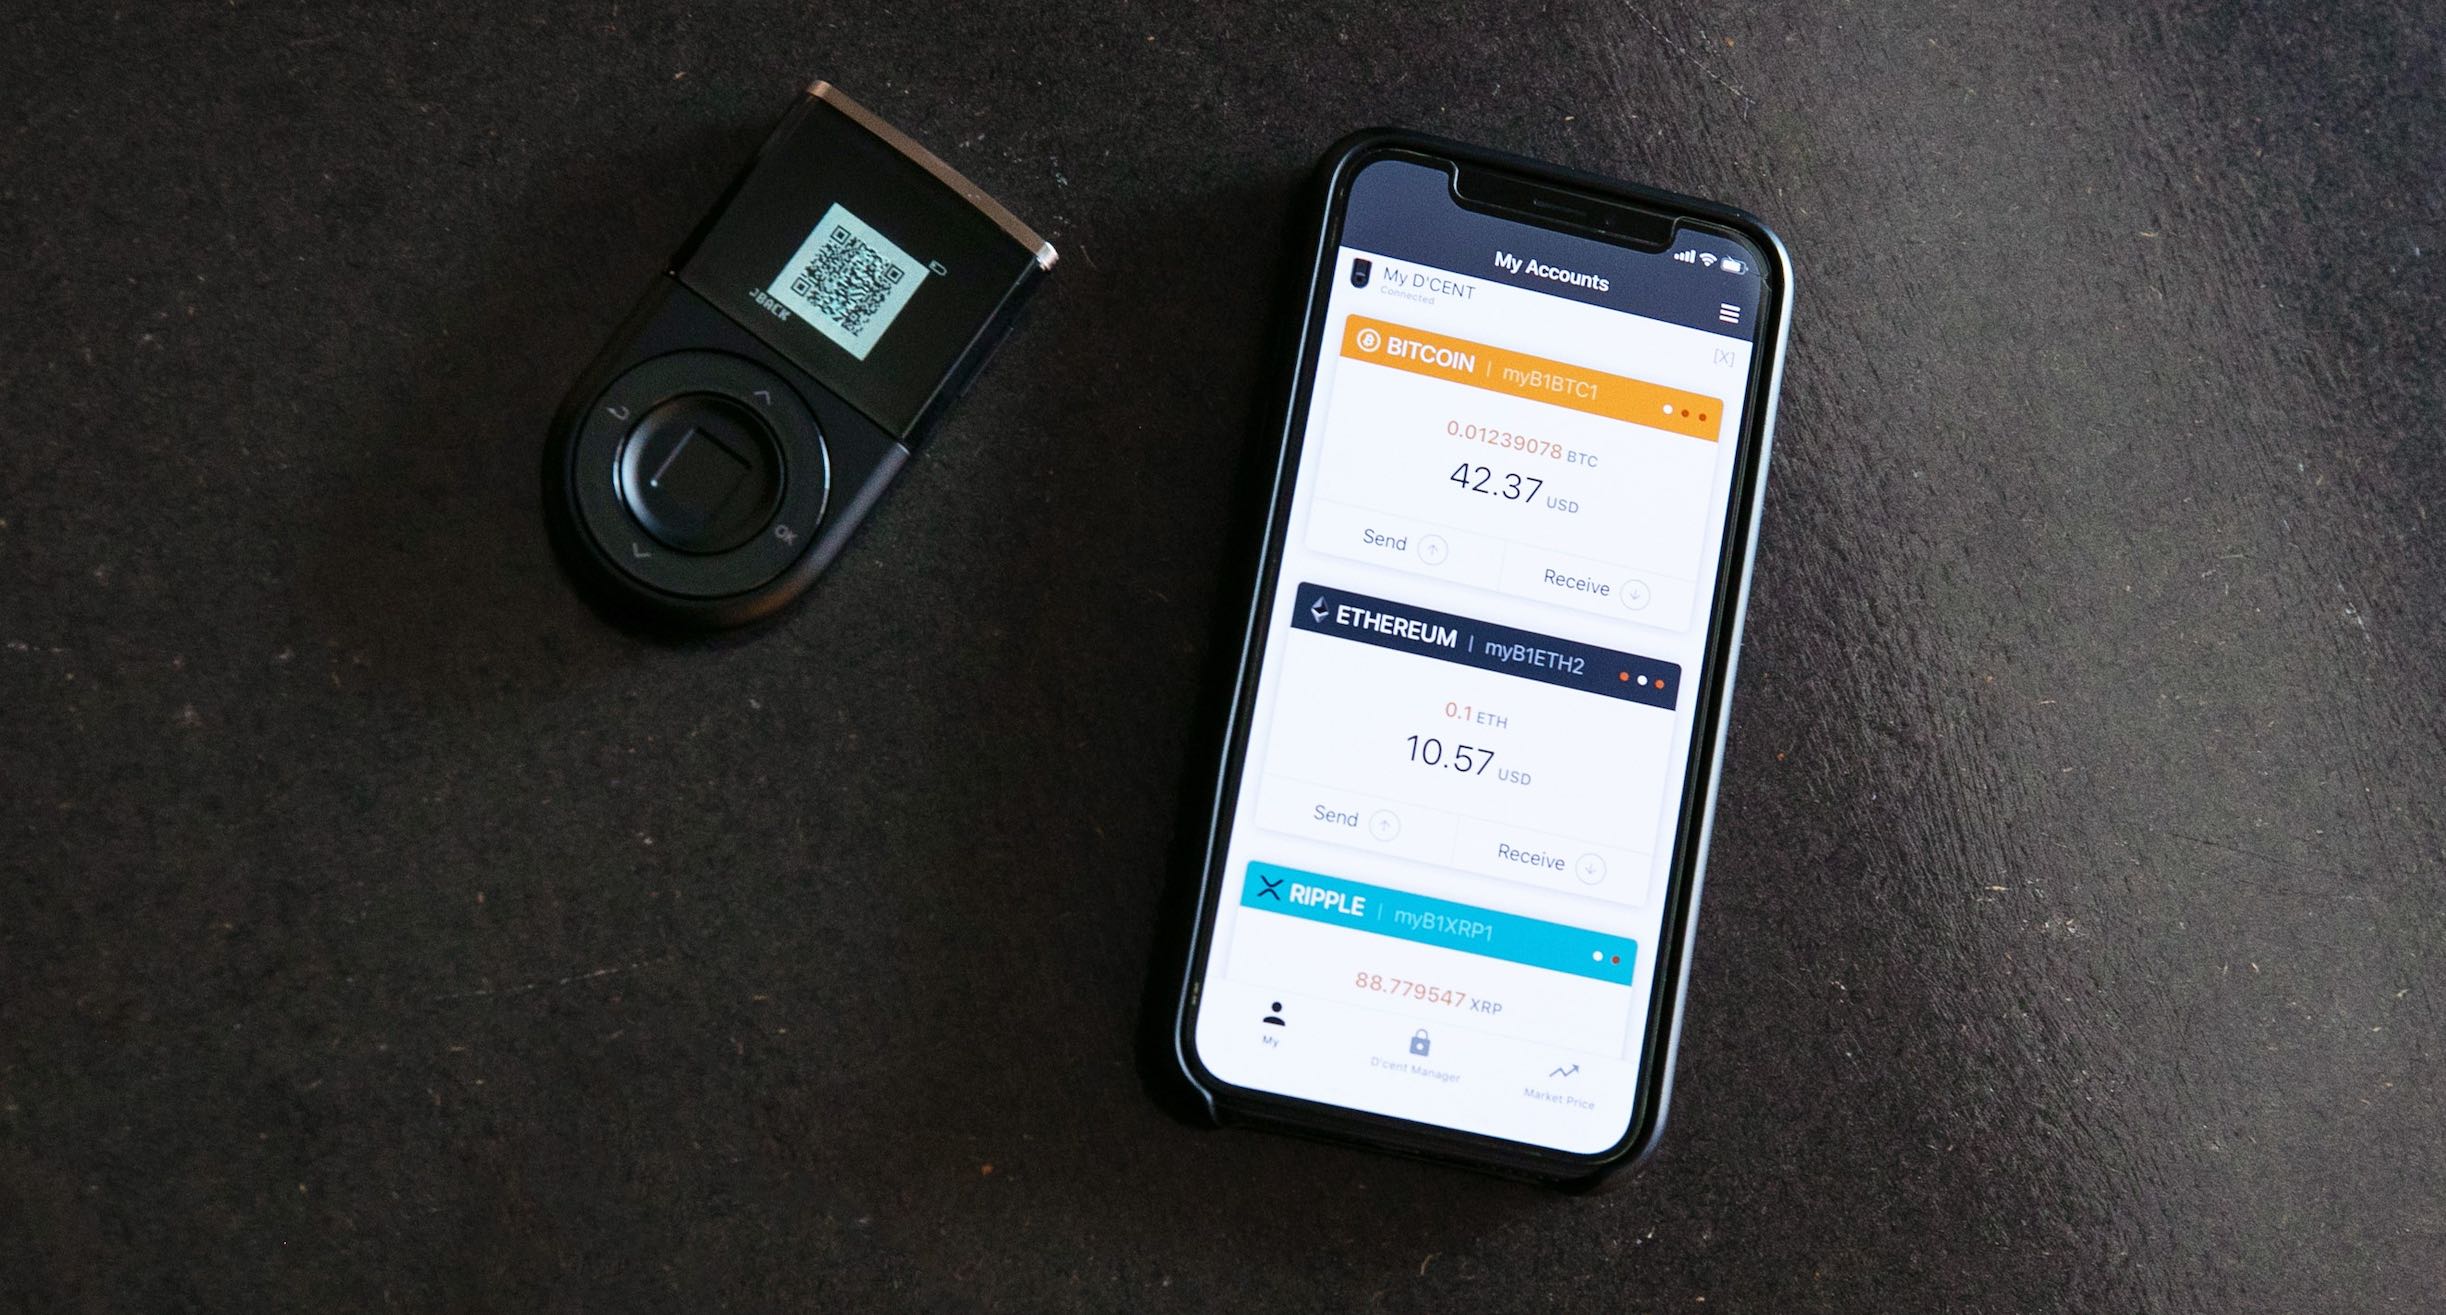 BACK
OK
My Accounts
My D'CENT
Connected
[X]
BITCOIN | myB1BTC1
0.01239078 BTC
42.37 USD
Send
Receive
ETHEREUM | myB1ETH2
0.1 ETH
10.57 USD
Send
Receive
RIPPLE | myB1XRP1
88.779547 XRP
My
D'cent Manager
Market Price